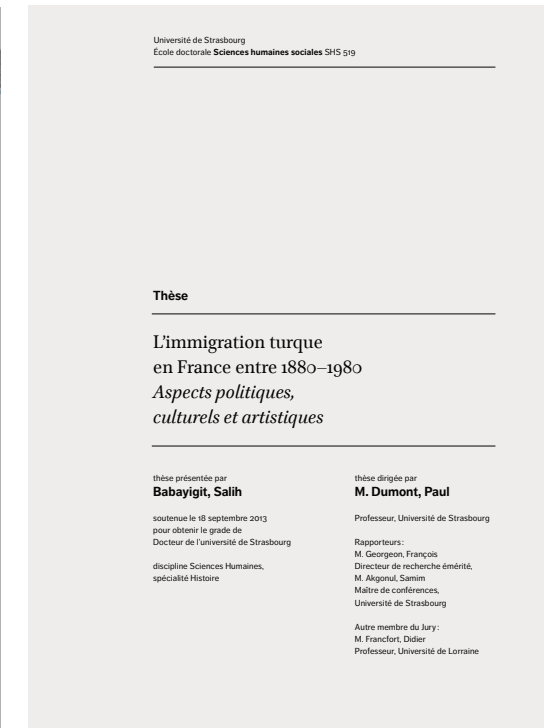 Université de Strasbourg
École doctorale Sciences humaines sociales SHS 519
Thèse
L'immigration turque
en France entre 1880–1980
Aspects politiques,
culturels et artistiques
thèse présentée par
Babayigit, Salih
soutenue le 18 septembre 2013
pour obtenir le grade de
Docteur de l'université de Strasbourg
discipline Sciences Humaines,
spécialité Histoire
thèse dirigée par
M. Dumont, Paul
Professeur, Université de Strasbourg
Rapporteurs:
M. Georgeon, François
Directeur de recherche émérité,
M. Akgonul, Samim
Maître de conférences,
Université de Strasbourg
Autre membre du Jury:
M. Francfort, Didier
Professeur, Université de Lorraine